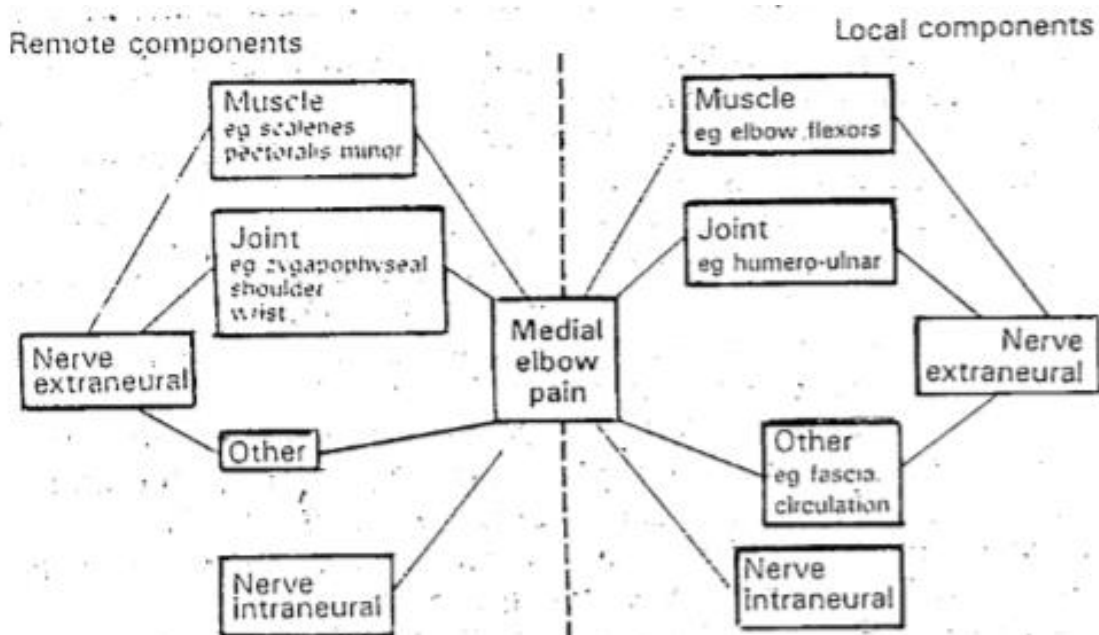 Remote components
Local components
Muscle
eg scalenes
pectoralis minor
Muscle
eg elbow flexors
Joint
eg zygapophyseal
shoulder
wrist
Joint
eg humero-ulnar
Medial
elbow
pain
Nerve
extraneural
Nerve
extraneural
Other
Other
eg fascia.
circulation
Nerve
intraneural
Nerve
intraneural